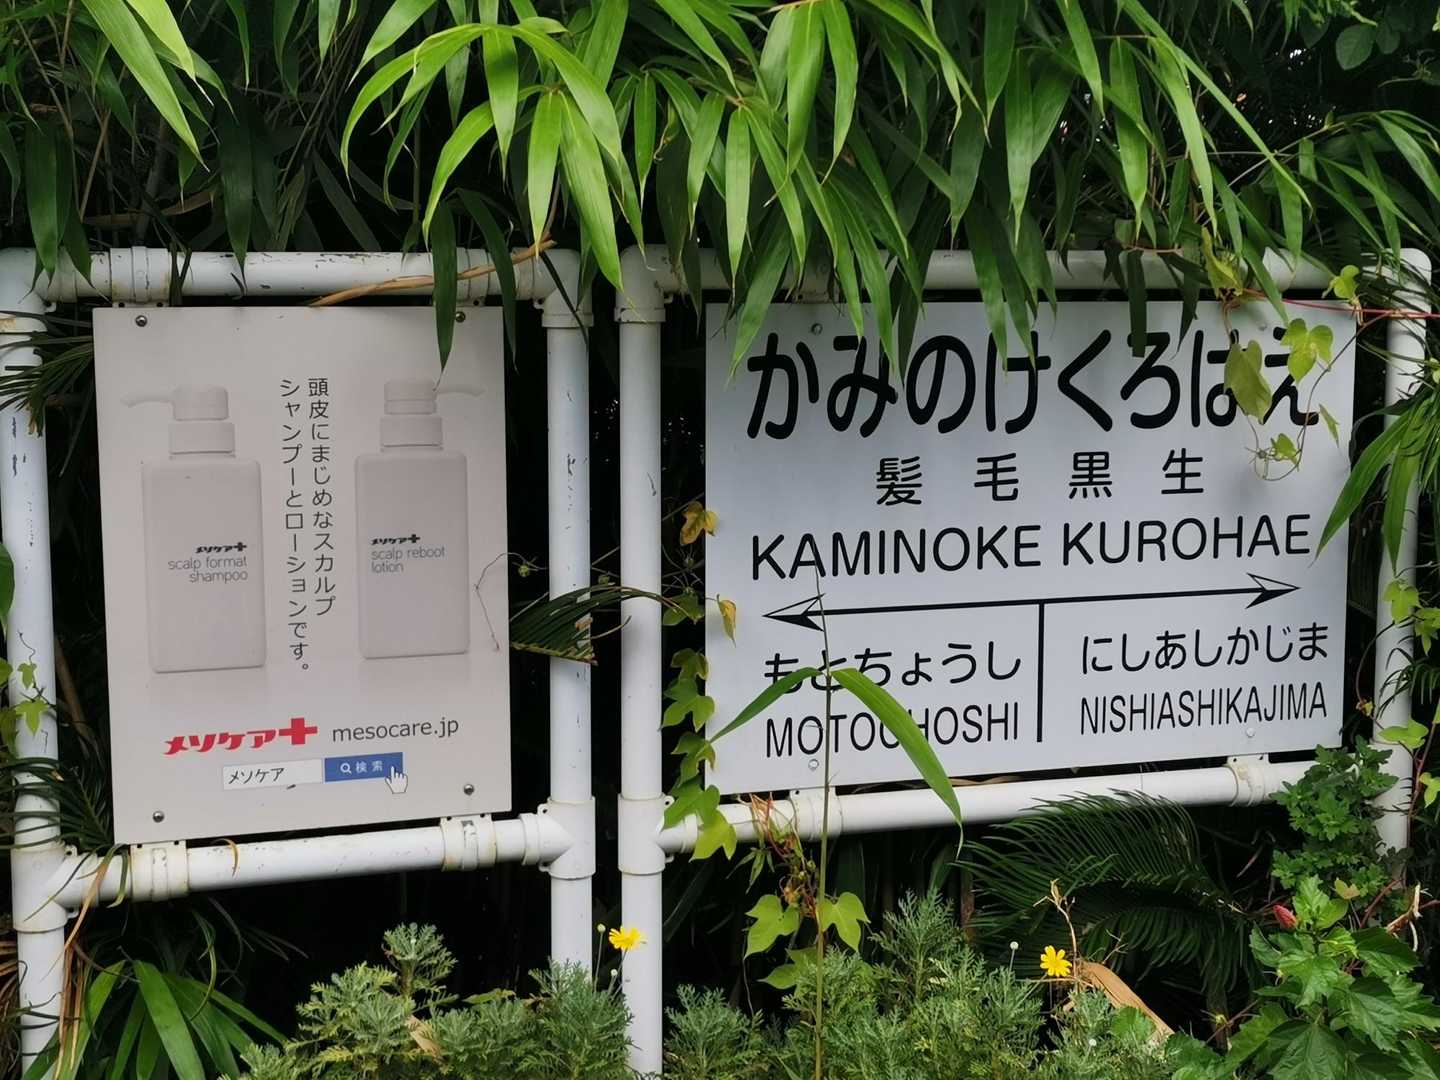 頭皮にまじめなスカルプ
シャンプーとローションです。
メソケア+
scalp format
shampoo
メソケア+
scalp reboot
lotion
メソケア+ mesocare.jp
メソケア 検索
かみのけくろはえ
髪毛黒生
KAMINOKE KUROHAE
もとちょうし
MOTOCHOSHI
にしあしかじま
NISHIASHIKAJIMA